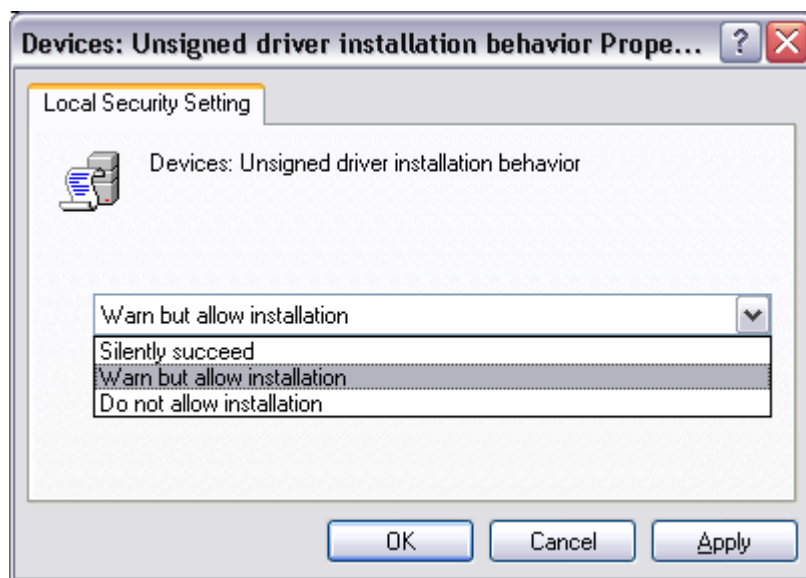 Devices: Unsigned driver installation behavior Prope...
Local Security Setting
Devices: Unsigned driver installation behavior
Warn but allow installation
Silently succeed
Warn but allow installation
Do not allow installation
OK Cancel Apply